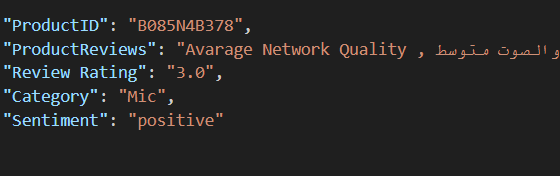 "ProductID": "B085N4B378",
"ProductReviews": "Avarage Network Quality , والصوت متوسط
"Review Rating": "3.0",
"Category": "Mic",
"Sentiment": "positive"